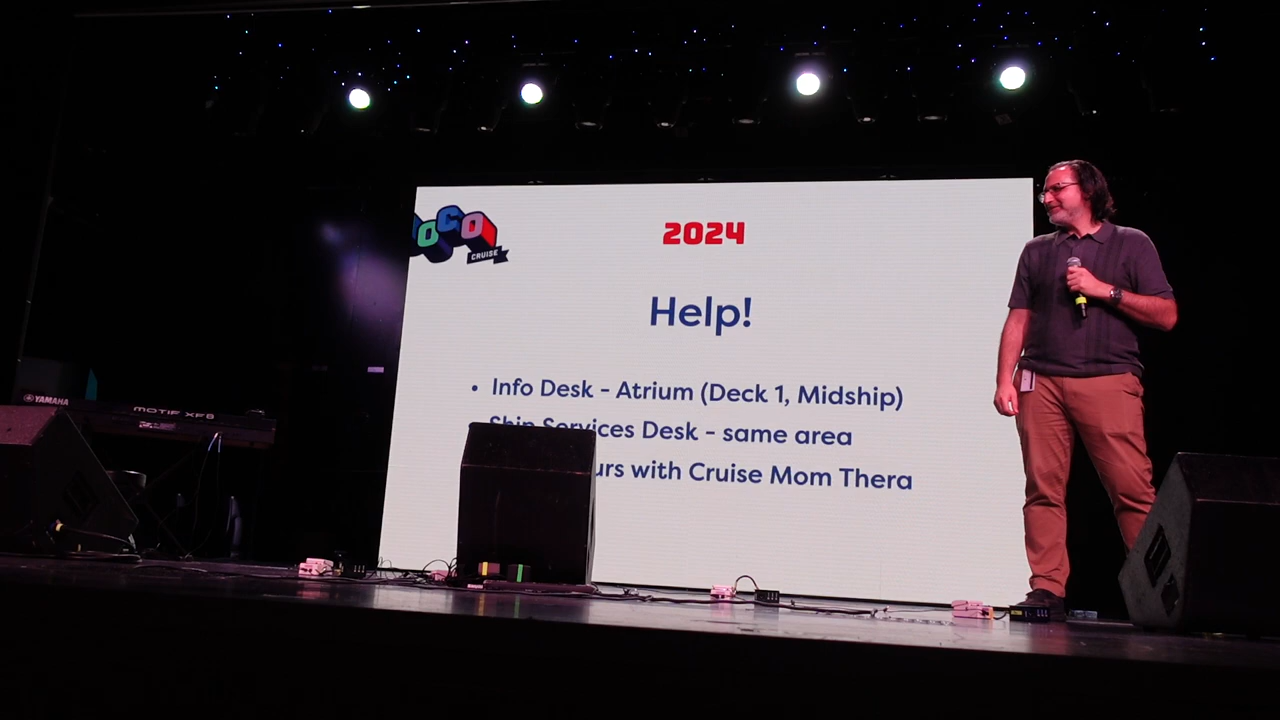 OCO
CRUISE
2024
Help!
• Info Desk - Atrium (Deck 1, Midship)
Ship Services Desk - same area
urs with Cruise Mom Thera
YAMAHA
MOTIF XF8